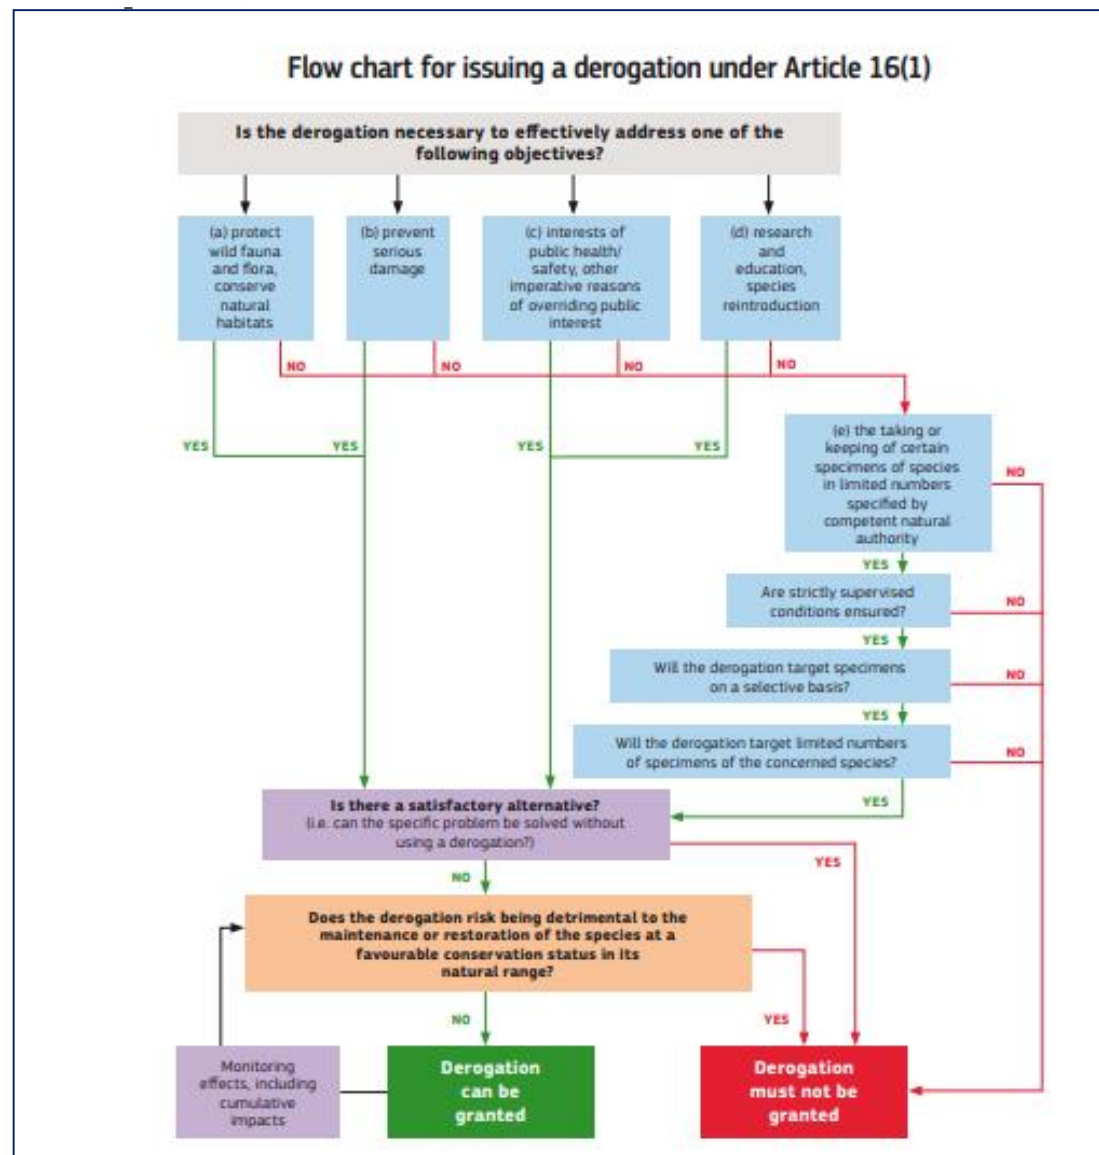 Flow chart for issuing a derogation under Article 16(1)
Is the derogation necessary to effectively address one of the
following objectives?
(a) protect
wild fauna
and flora,
conserve
natural
habitats
(b) prevent
serious
damage
(c) interests of
public health/
safety, other
imperative reasons
of overriding public
interest
(d) research
and
education,
species
reintroduction
NO
NO
NO
NO
YES
YES
YES
YES
(e) the taking or
keeping of certain
specimens of species
in limited numbers
specified by
competent natural
authority
NO
YES
Are strictly supervised
conditions ensured?
NO
YES
Will the derogation target specimens
on a selective basis?
NO
YES
Will the derogation target limited numbers
of specimens of the concerned species?
NO
YES
Is there a satisfactory alternative?
(i.e. can the specific problem be solved without
using a derogation?)
YES
NO
Does the derogation risk being detrimental to the
maintenance or restoration of the species at a
favourable conservation status in its
natural range?
NO
YES
Monitoring
effects, including
cumulative
impacts
Derogation
can be
granted
Derogation
must not be
granted